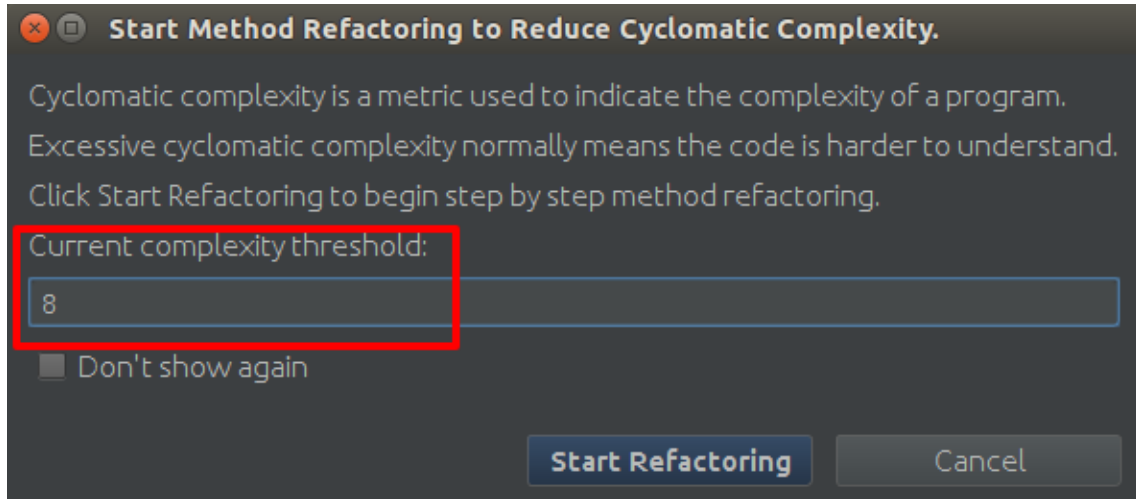 Start Method Refactoring to Reduce Cyclomatic Complexity.
Cyclomatic complexity is a metric used to indicate the complexity of a program.
Excessive cyclomatic complexity normally means the code is harder to understand.
Click Start Refactoring to begin step by step method refactoring.
Current complexity threshold:
8
Don't show again
Start Refactoring Cancel